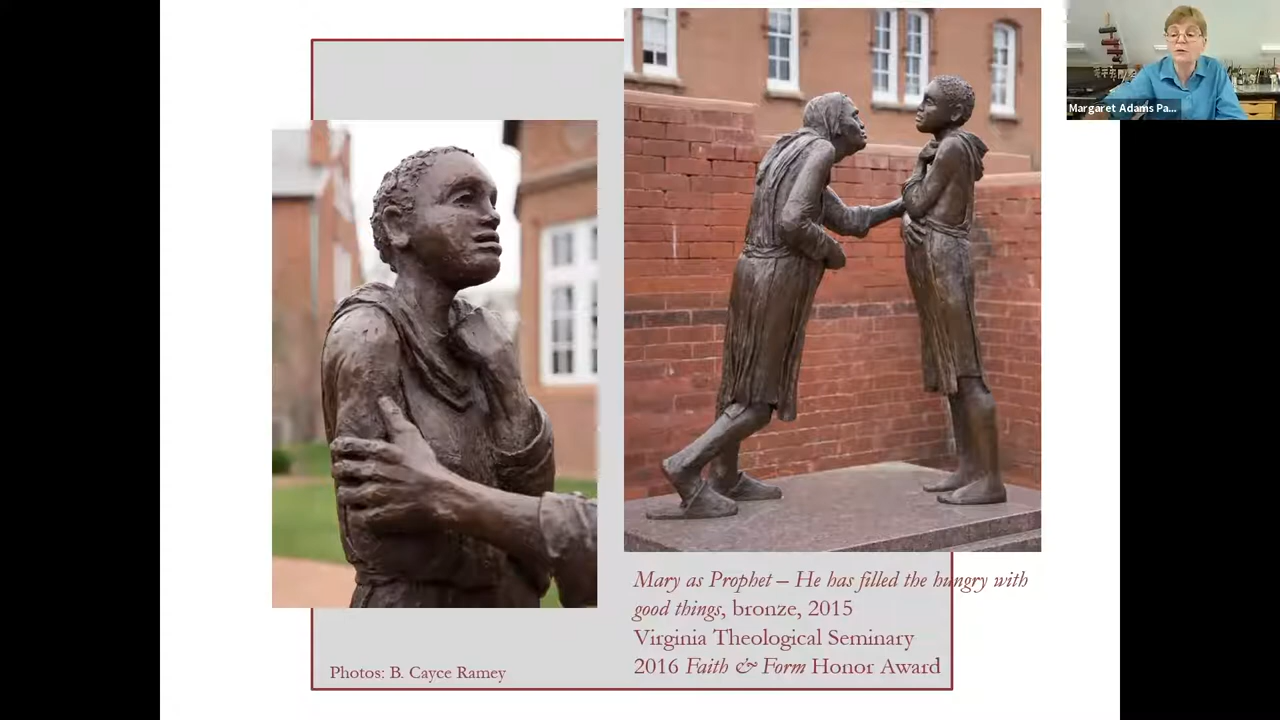 Margaret Adams Pa...
Mary as Prophet – He has filled the hungry with
good things, bronze, 2015
Virginia Theological Seminary
2016 Faith & Form Honor Award
Photos: B. Cayce Ramey